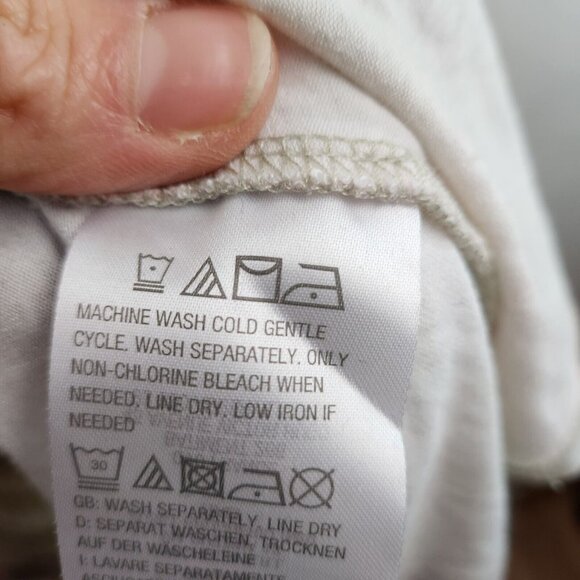 MACHINE WASH COLD GENTLE
CYCLE. WASH SEPARATELY. ONLY
NON-CHLORINE BLEACH WHEN
NEEDED. LINE DRY. LOW IRON IF
NEEDED
30
GB: WASH SEPARATELY, LINE DRY
D: SEPARAT WASCHEN, TROCKNEN
AUF DER WÄSCHELEINE
I: LAVARE SEPARATAMENTE